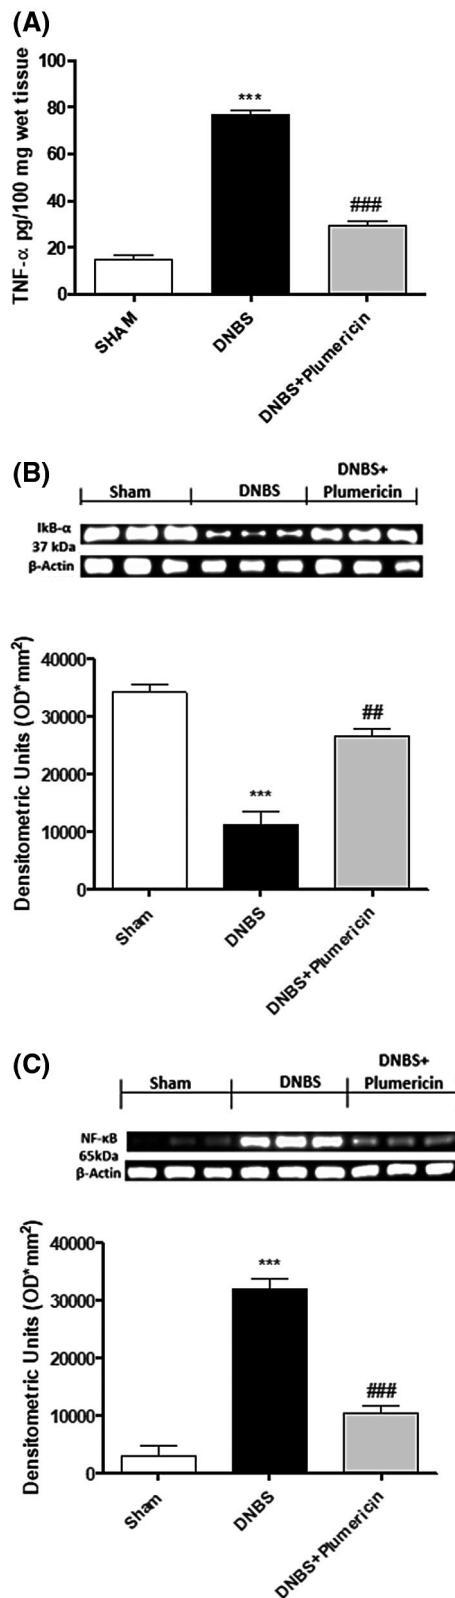 (A)
TNF-α pg/100 mg wet tissue
100
80
60
40
20
0
***
###
SHAM
DNBS
DNBS+Plumericin
(B)
Sham
DNBS
DNBS+
Plumericin
IkB-α
37 kDa
β-Actin
Densitometric Units (OD*mm2)
40000
30000
20000
10000
0
***
##
Sham
DNBS
DNBS+Plumericin
(C)
Sham
DNBS
DNBS+
Plumericin
NF-κB
65kDa
β-Actin
Densitometric Units (OD*mm2)
40000
30000
20000
10000
0
***
###
Sham
DNBS
DNBS+Plumericin